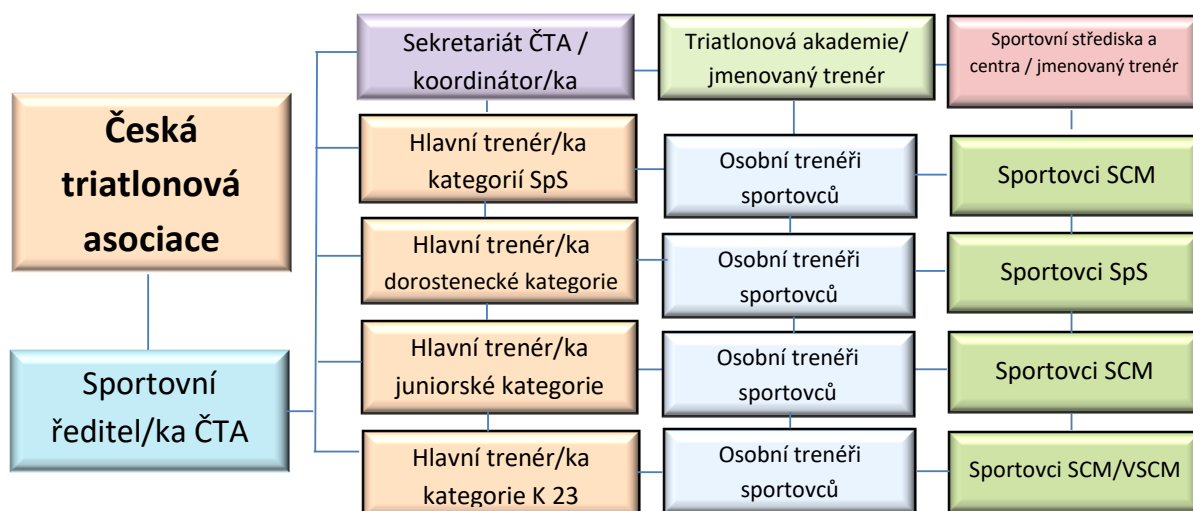 Česká
triatlonová
asociace
Sportovní
ředitel/ka ČTA
Sekretariát ČTA /
koordinátor/ka
Triatlonová akademie/
jmenovaný trenér
Sportovní střediska a
centra / jmenovaný trenér
Hlavní trenér/ka
kategorií SpS
Osobní trenéři
sportovců
Sportovci SCM
Hlavní trenér/ka
dorostenecké kategorie
Osobní trenéři
sportovců
Sportovci SpS
Hlavní trenér/ka
juniorské kategorie
Osobní trenéři
sportovců
Sportovci SCM
Hlavní trenér/ka
kategorie K 23
Osobní trenéři
sportovců
Sportovci SCM/VSCM